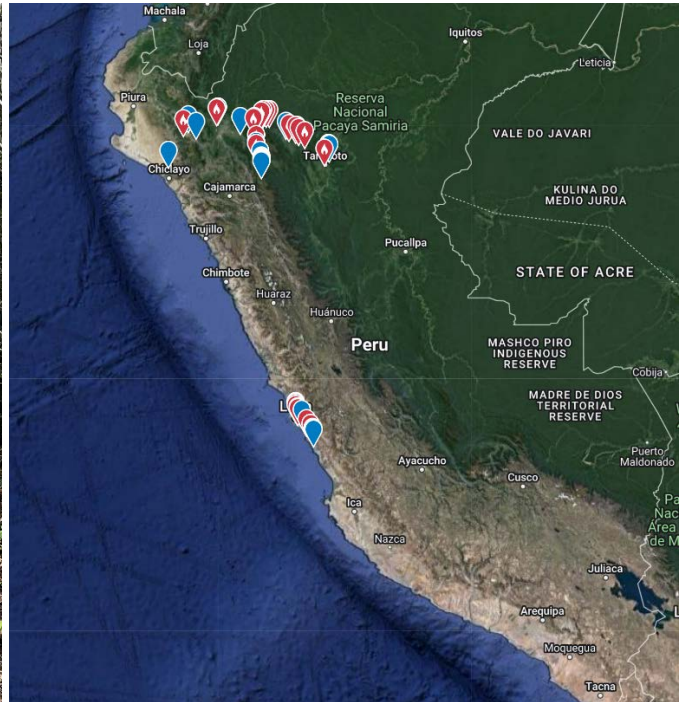 Machala
Loja
Iquitos
Leticia
Piura
Reserva
Nacional
Pacaya Samiria
VALE DO JAVARI
Chiclayo
Cajamarca
KULINA DO
MEDIO JURUA
Trujillo
Pucallpa
Chimbote
STATE OF ACRE
Huaraz
Huánuco
Peru
MASHCO PIRO
INDIGENOUS
RESERVE
Cobija
MADRE DE DIOS
TERRITORIAL
RESERVE
Puerto
Maldonado
Ayacucho
Cusco
Ica
Nazca
Juliaca
Arequipa
Moquegua
Tacna